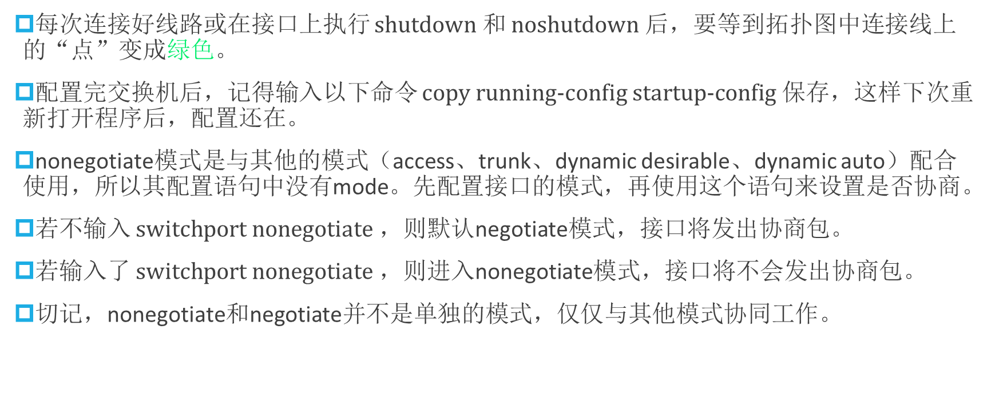 每次连接好线路或在接口上执行 shutdown 和 noshutdown 后，要等到拓扑图中连接线上
的“点”变成绿色。
配置完交换机后，记得输入以下命令 copy running-config startup-config 保存，这样下次重
新打开程序后，配置还在。
nonegotiate模式是与其他的模式（access、trunk、dynamic desirable、dynamic auto）配合
使用，所以其配置语句中没有mode。先配置接口的模式，再使用这个语句来设置是否协商。
若不输入 switchport nonegotiate ，则默认negotiate模式，接口将发出协商包。
若输入了 switchport nonegotiate ，则进入nonegotiate模式，接口将不会发出协商包。
切记，nonegotiate和negotiate并不是单独的模式，仅仅与其他模式协同工作。